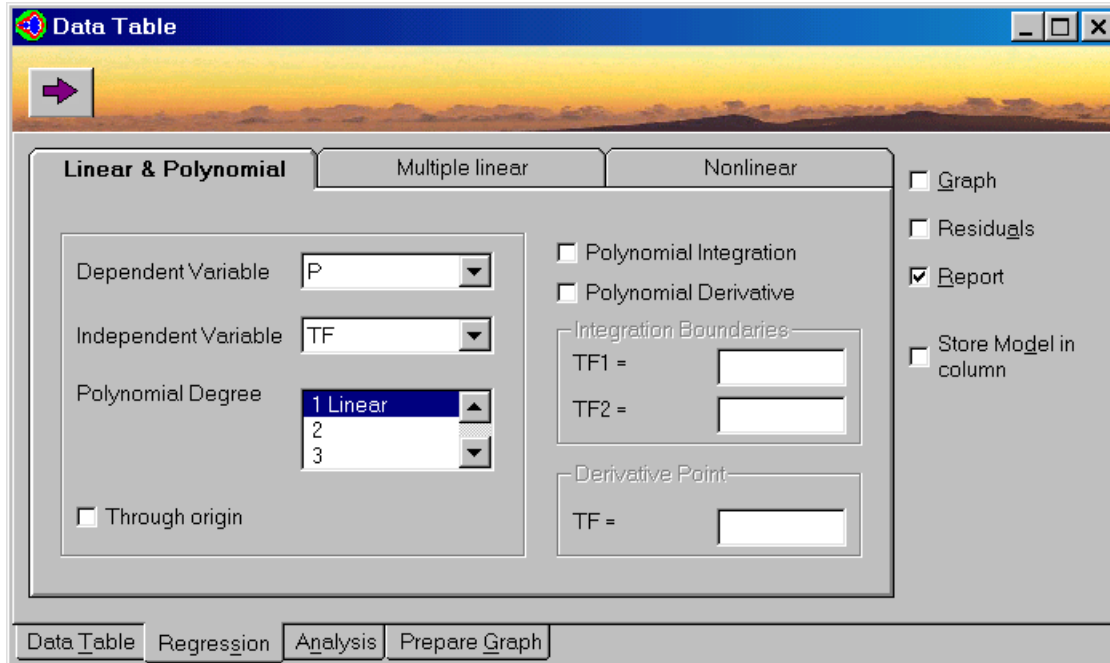 Data Table
Linear & Polynomial
Multiple linear
Nonlinear
Dependent Variable
P
Independent Variable
TF
Polynomial Degree
1 Linear
2
3
Through origin
Polynomial Integration
Polynomial Derivative
Integration Boundaries
TF1 =
TF2 =
Derivative Point
TF =
Graph
Residuals
Report
Store Model in
column
Data Table
Regression
Analysis
Prepare Graph